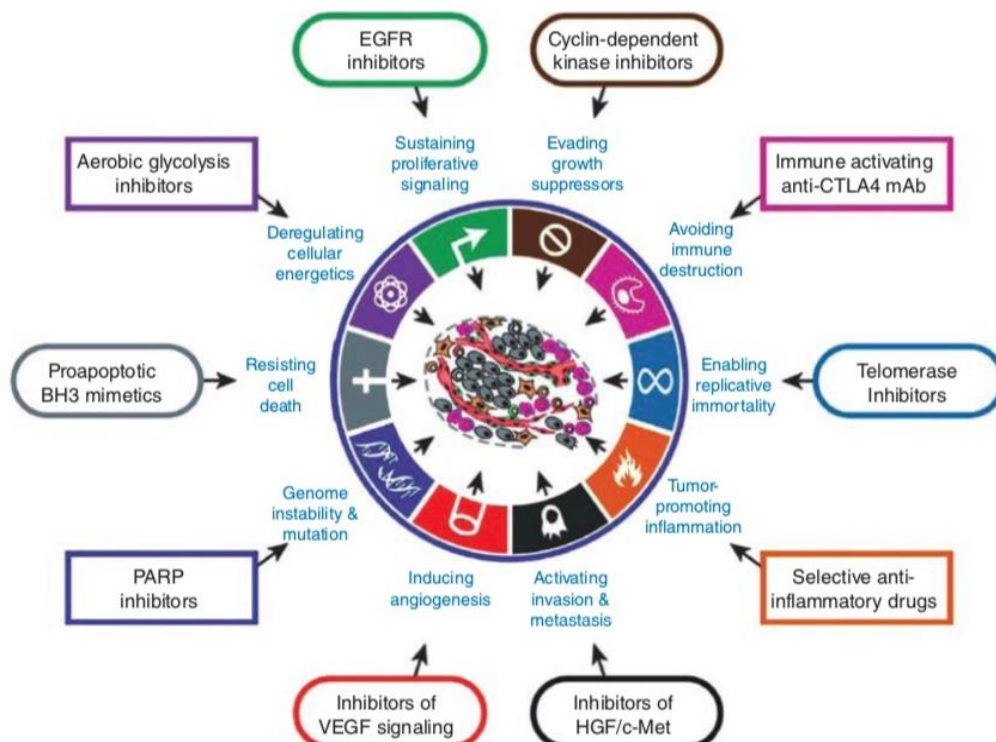 EGFR
inhibitors
Cyclin-dependent
kinase inhibitors
Sustaining
proliferative
signaling
Evading
growth
suppressors
Aerobic glycolysis
inhibitors
Immune activating
anti-CTLA4 mAb
Deregulating
cellular
energetics
Avoiding
immune
destruction
Proapoptotic
BH3 mimetics
Resisting
cell
death
Enabling
replicative
immortality
Telomerase
Inhibitors
Genome
instability &
mutation
Tumor-
promoting
inflammation
PARP
inhibitors
Inducing
angiogenesis
Activating
invasion &
metastasis
Selective anti-
inflammatory drugs
Inhibitors of
VEGF signaling
Inhibitors of
HGF/c-Met